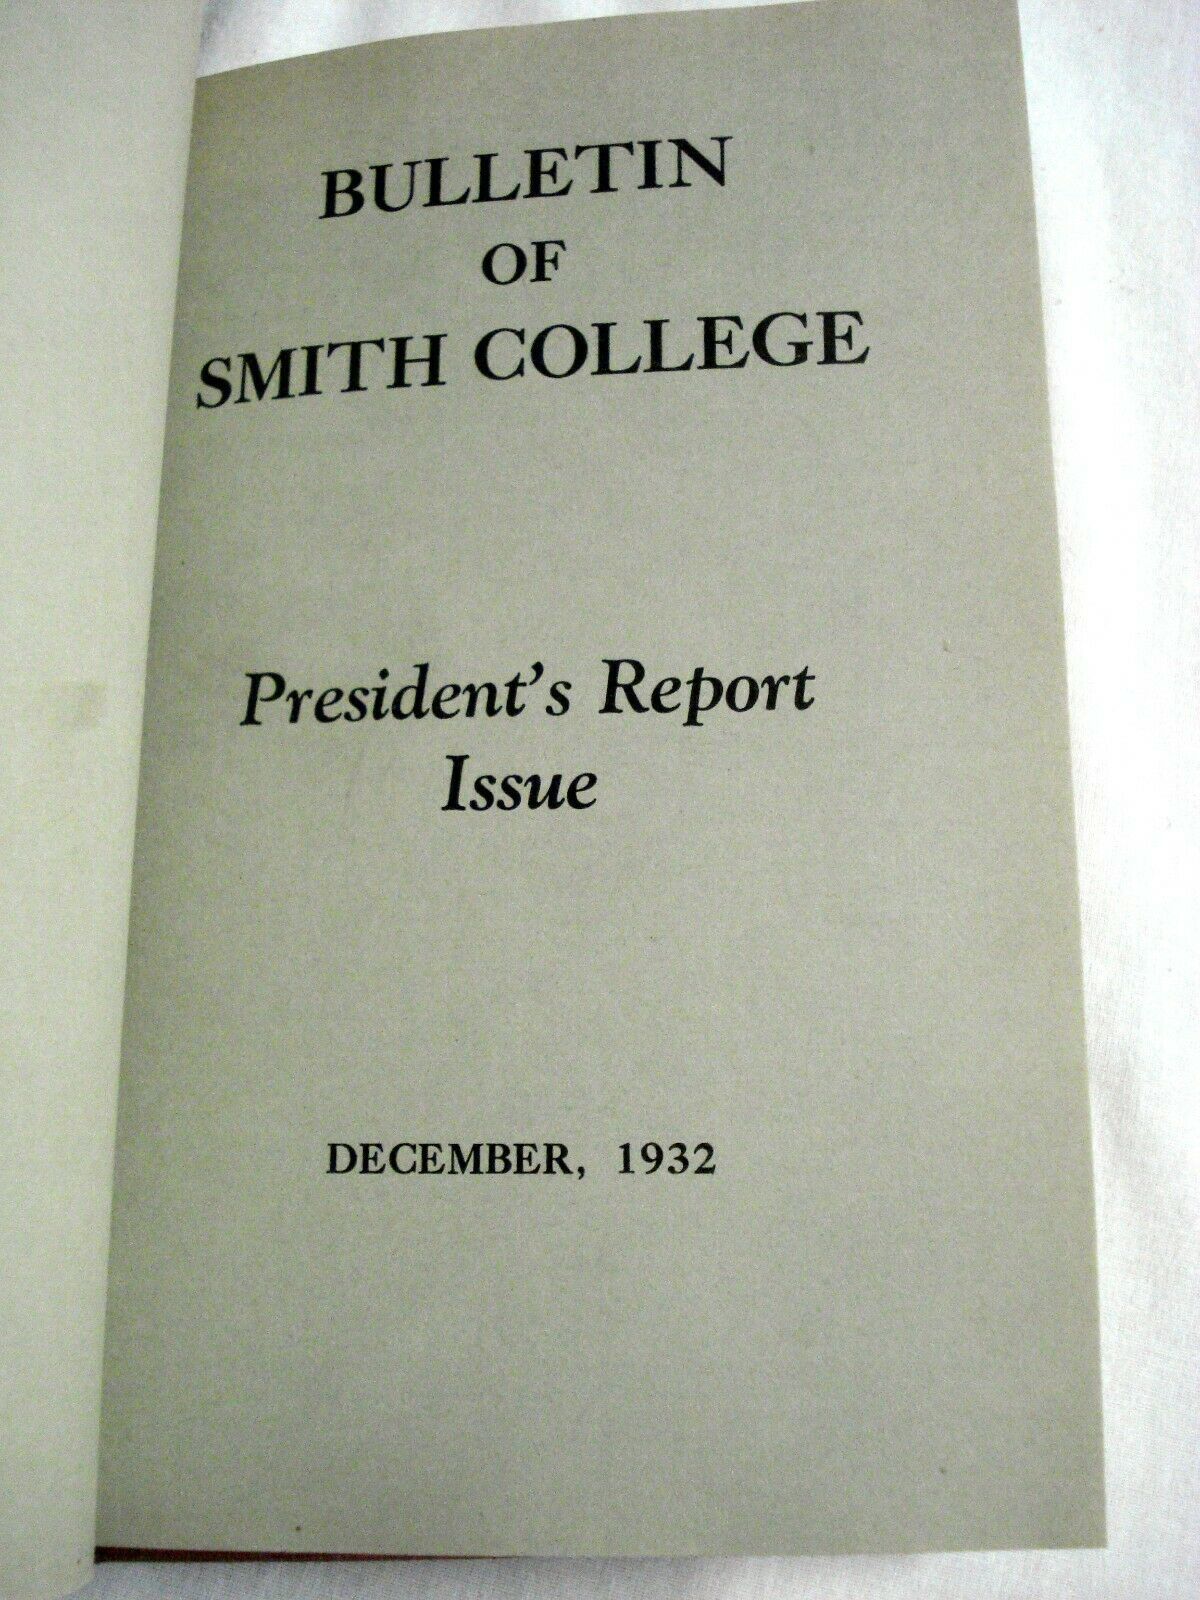 BULLETIN
OF
SMITH COLLEGE
President's Report
Issue
DECEMBER, 1932